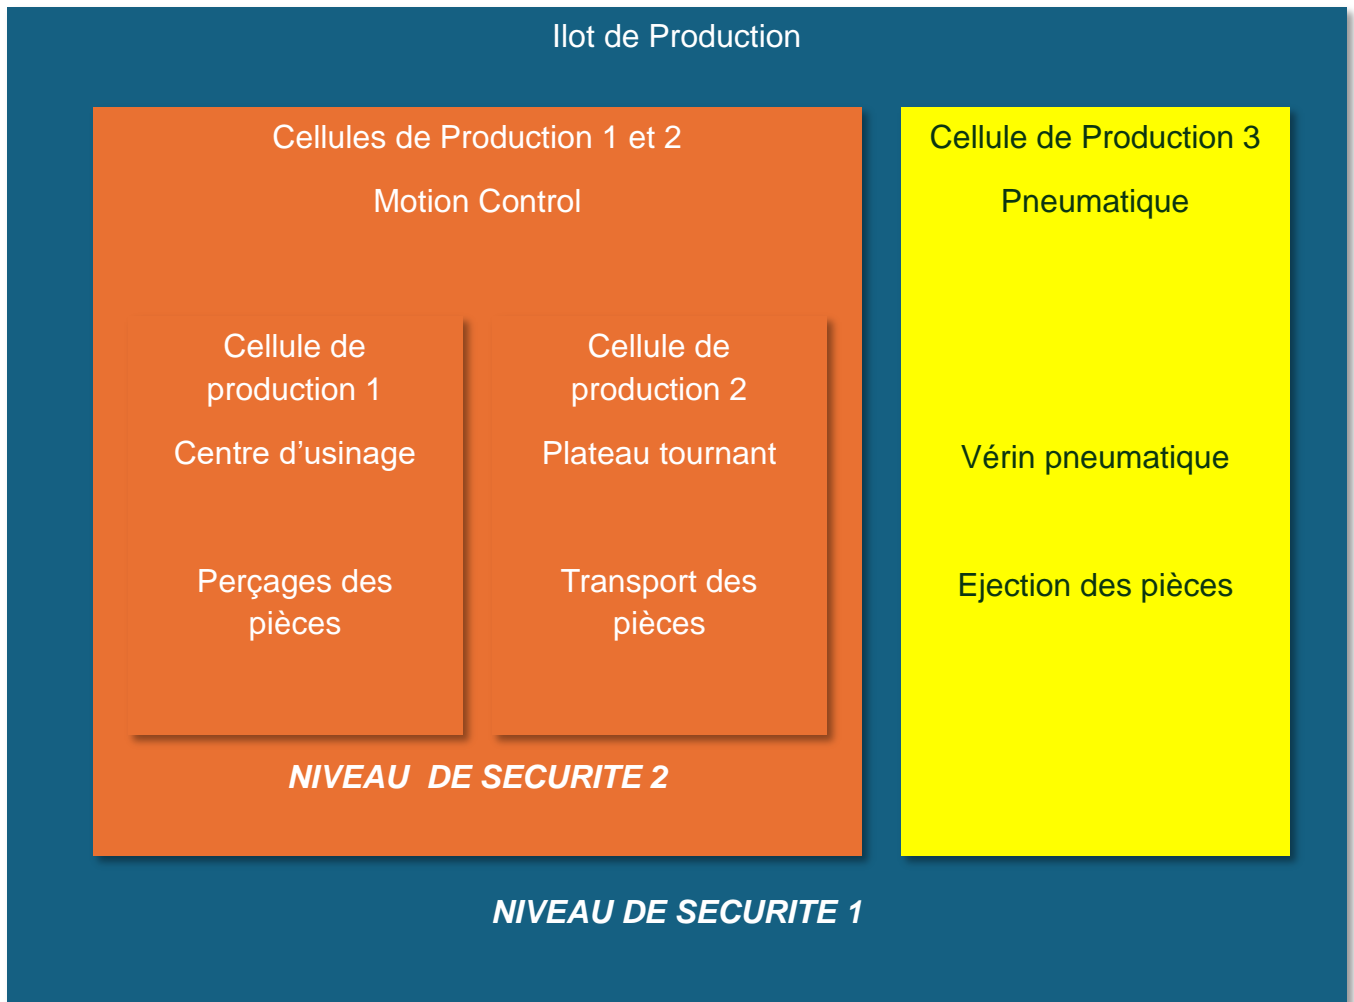 Ilot de Production
Cellules de Production 1 et 2
Motion Control
Cellule de
production 1
Centre d’usinage
Perçages des
pièces
Cellule de
production 2
Plateau tournant
Transport des
pièces
NIVEAU  DE SECURITE 2
Cellule de Production 3
Pneumatique
Vérin pneumatique
Ejection des pièces
NIVEAU DE SECURITE 1